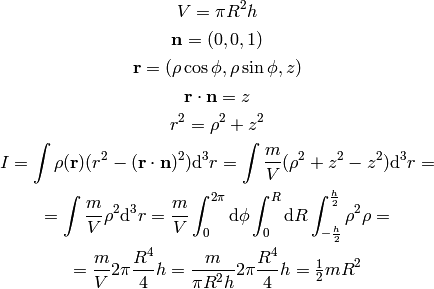 V = πR²h
n = (0, 0, 1)
r = (ρ cos ϕ, ρ sin ϕ, z)
r · n = z
r² = ρ² + z²
I = ∫ ρ(r)(r² − (r · n)²)d³r = ∫ m/V (ρ² + z² − z²)d³r =
= ∫ m/V ρ²d³r = m/V ∫₀^{2π} dϕ ∫₀^R dR ∫_{−h/2}^{h/2} ρ²ρ =
= m/V 2π R⁴/4 h = m/(πR²h) 2π R⁴/4 h = ½mR²